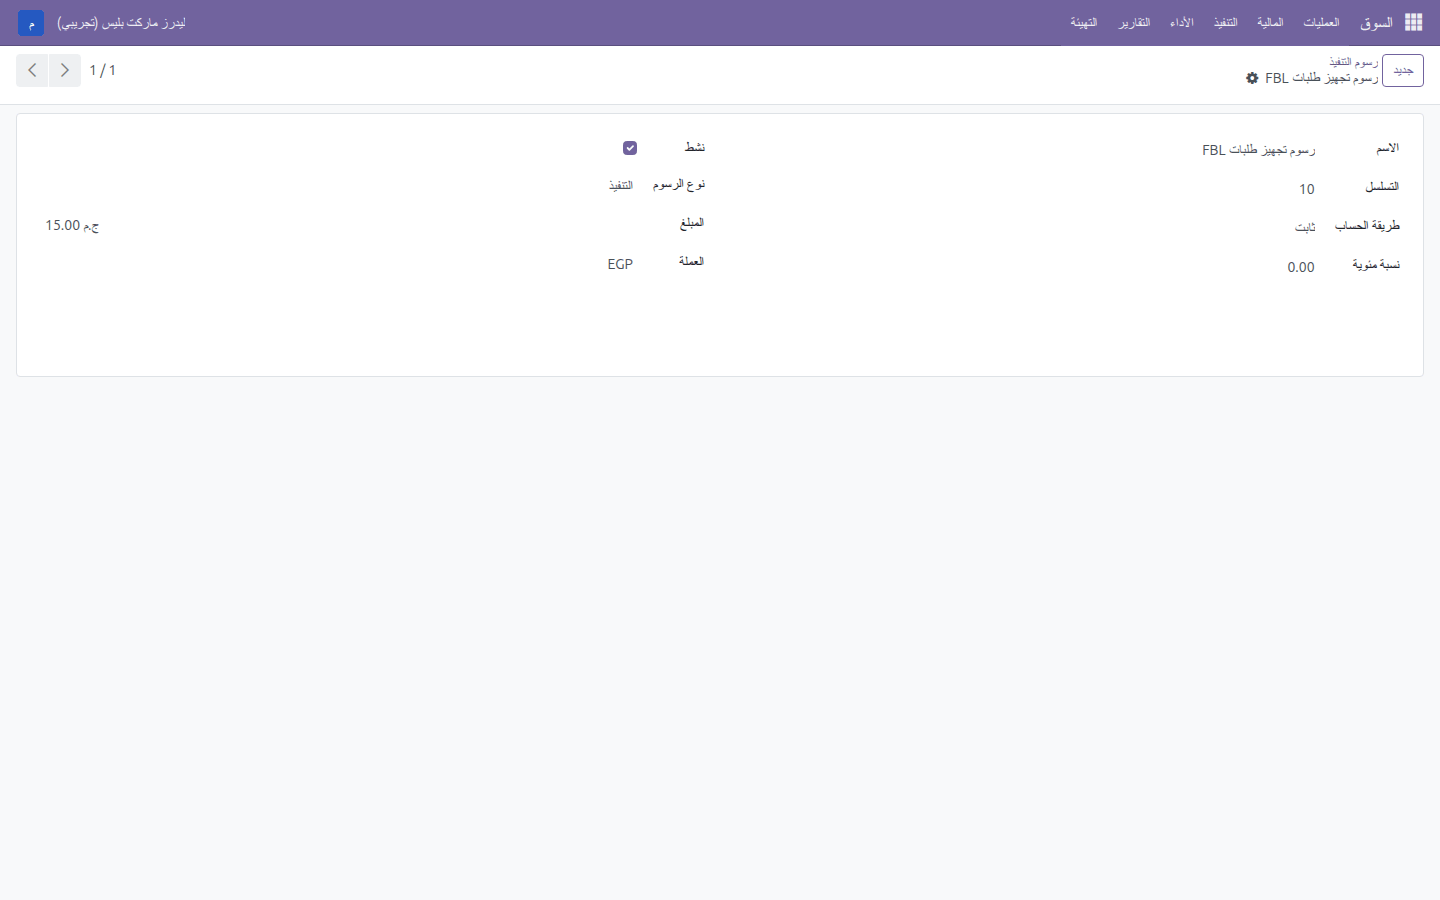 السوق العمليات المالية التنفيذ الأداء التقارير التهيئة ليدرز ماركت بليس (تجريبي) م
جديد
رسوم التنفيذ
رسوم تجهيز طلبات FBL
1 / 1
الاسم رسوم تجهيز طلبات FBL
التسلسل 10
طريقة الحساب ثابت
نسبة مئوية 0.00
نشط
نوع الرسوم التنفيذ
المبلغ 15.00 ج.م
العملة EGP